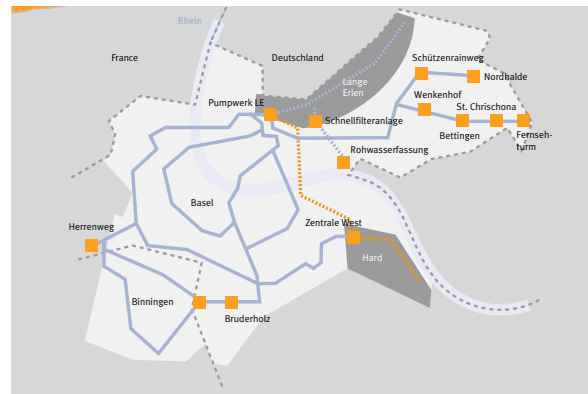 Rhein
France
Deutschland
Schützenrainweg
Nordhalde
Lange
Erlen
Wenkenhof
Pumpwerk LE
St. Chrischona
Schnellfilteranlage
Bettingen
Fernseh-
turm
Rohwasserfassung
Basel
Herrenweg
Zentrale West
Hard
Binningen
Bruderholz